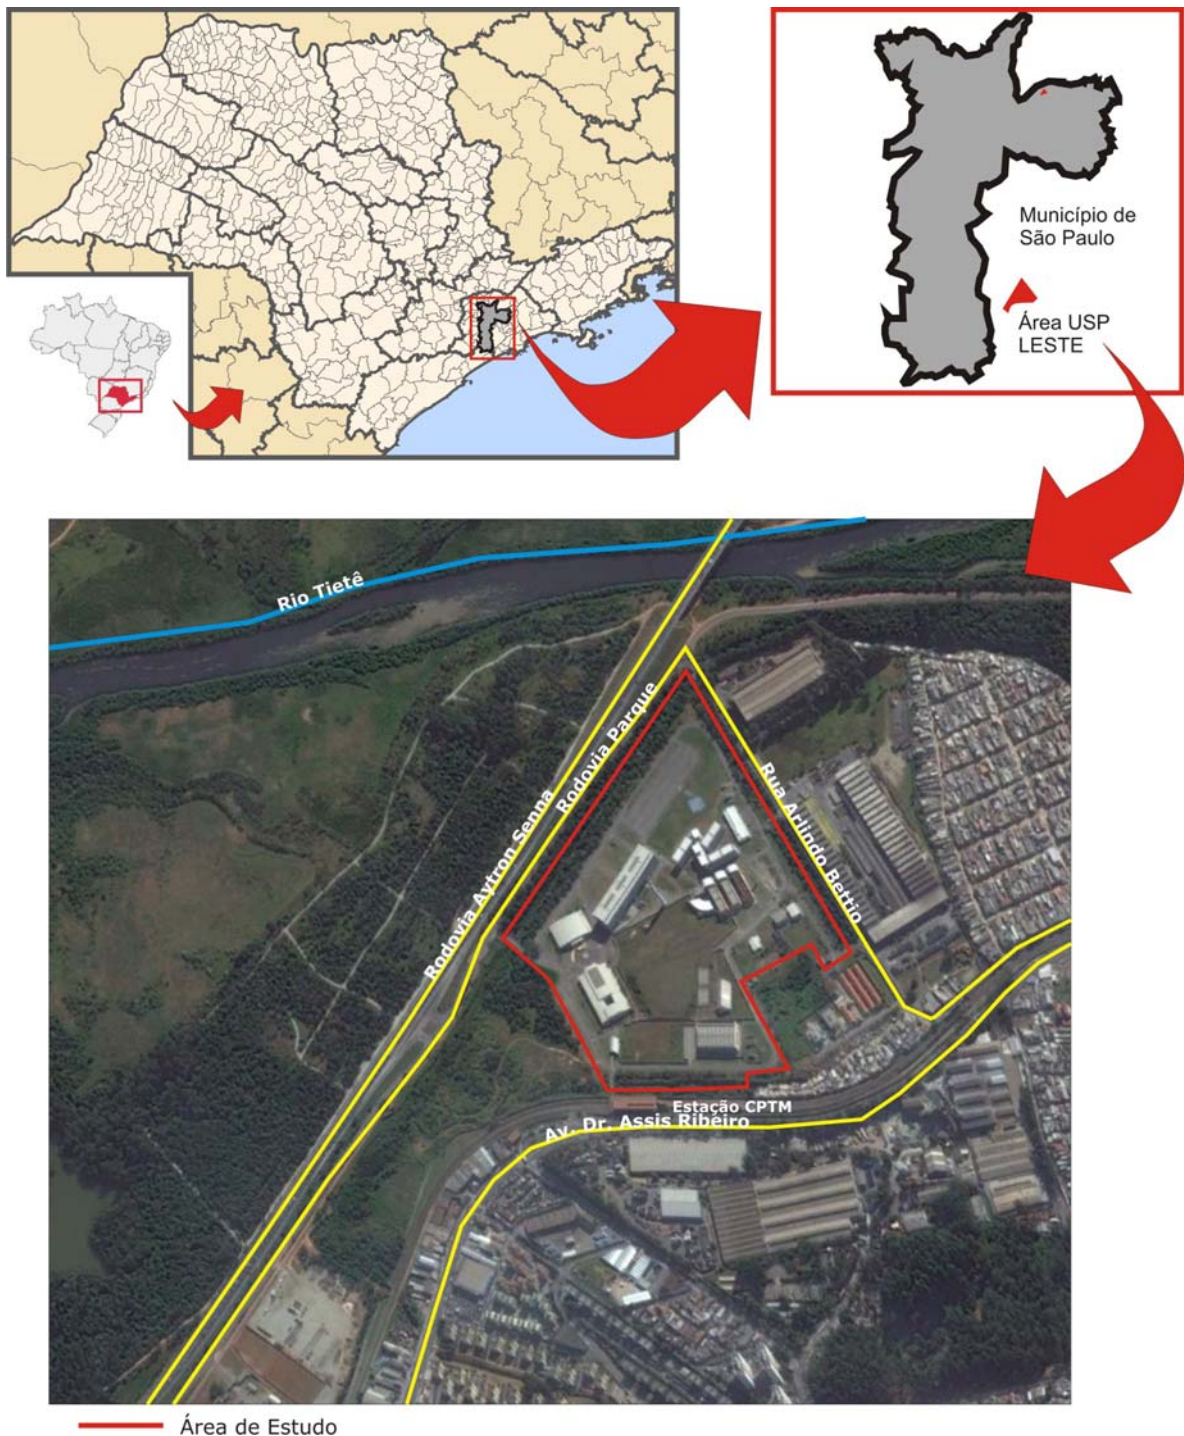 Município de
São Paulo
Área USP
LESTE
Rio Tietê
Rodovia Parque
Rodovia Aytron Senna
Rua Arlindo Bettio
Estação CPTM
Av. Dr. Assis Ribeiro
Área de Estudo